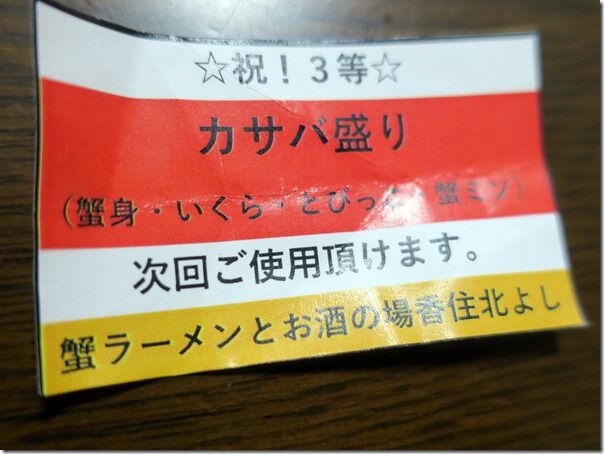 ☆祝!3等☆
カサバ盛り
(蟹身・いくら・とびっこ・蟹ミソ)
次回ご使用頂けます。
蟹ラーメンとお酒の場香住北よし